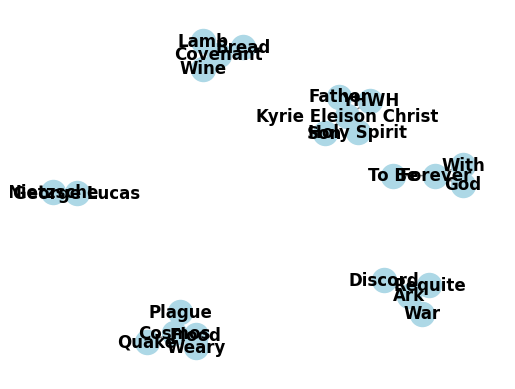 Lamb
Bread
Covenant
Wine
Father
YHWH
Kyrie Eleison Christ
Son
Holy Spirit
With
To Be
Forever
God
Nietzsche
George Lucas
Discord
Requite
Ark
War
Plague
Cosmos
Flood
Quake
Weary